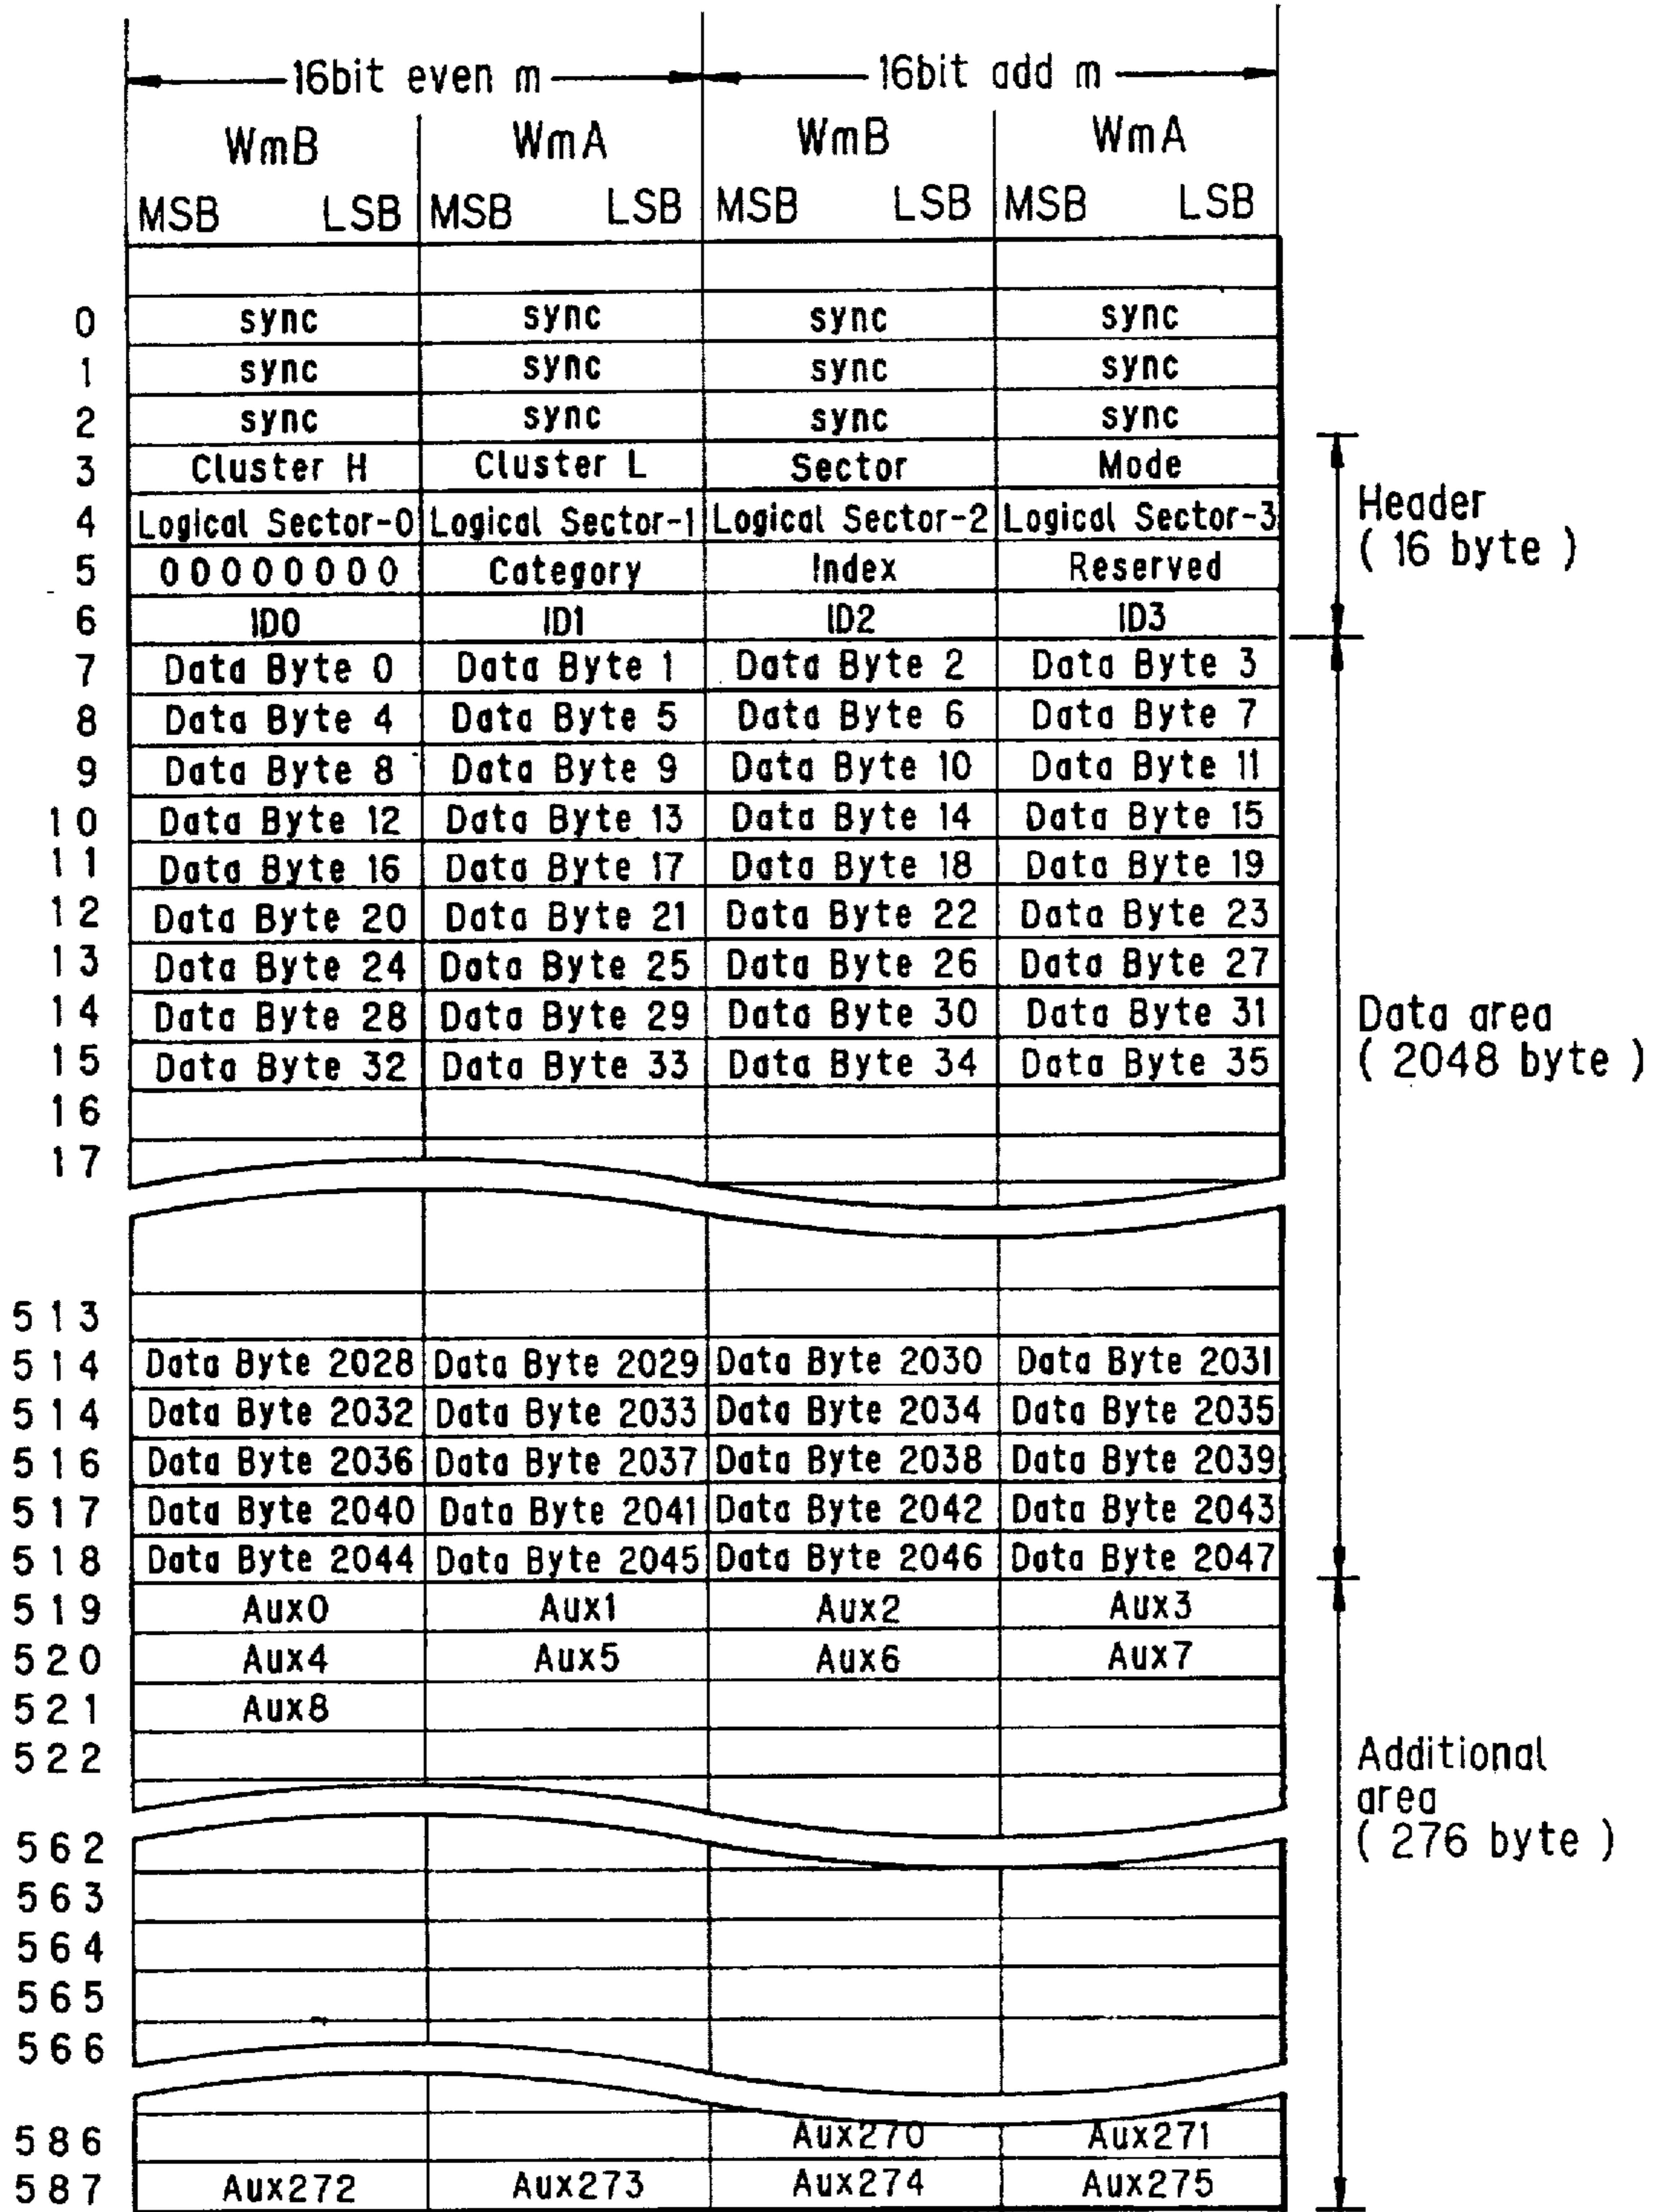 16bit even m 16bit add m
WmB WmA WmB WmA
MSB LSB MSB LSB MSB LSB MSB LSB
0 sync sync sync sync
1 sync sync sync sync
2 sync sync sync sync
3 Cluster H Cluster L Sector Mode
4 Logical Sector-0 Logical Sector-1 Logical Sector-2 Logical Sector-3
5 00000000 Category Index Reserved
6 ID0 ID1 ID2 ID3
Header
( 16 byte )
7 Data Byte 0 Data Byte 1 Data Byte 2 Data Byte 3
8 Data Byte 4 Data Byte 5 Data Byte 6 Data Byte 7
9 Data Byte 8 Data Byte 9 Data Byte 10 Data Byte 11
10 Data Byte 12 Data Byte 13 Data Byte 14 Data Byte 15
11 Data Byte 16 Data Byte 17 Data Byte 18 Data Byte 19
12 Data Byte 20 Data Byte 21 Data Byte 22 Data Byte 23
13 Data Byte 24 Data Byte 25 Data Byte 26 Data Byte 27
14 Data Byte 28 Data Byte 29 Data Byte 30 Data Byte 31
15 Data Byte 32 Data Byte 33 Data Byte 34 Data Byte 35
16
17
Data area
( 2048 byte )
513
514 Data Byte 2028 Data Byte 2029 Data Byte 2030 Data Byte 2031
514 Data Byte 2032 Data Byte 2033 Data Byte 2034 Data Byte 2035
516 Data Byte 2036 Data Byte 2037 Data Byte 2038 Data Byte 2039
517 Data Byte 2040 Data Byte 2041 Data Byte 2042 Data Byte 2043
518 Data Byte 2044 Data Byte 2045 Data Byte 2046 Data Byte 2047
519 Aux0 Aux1 Aux2 Aux3
520 Aux4 Aux5 Aux6 Aux7
521 Aux8
522
Additional
area
( 276 byte )
562
563
564
565
566
586 Aux270 Aux271
587 Aux272 Aux273 Aux274 Aux275